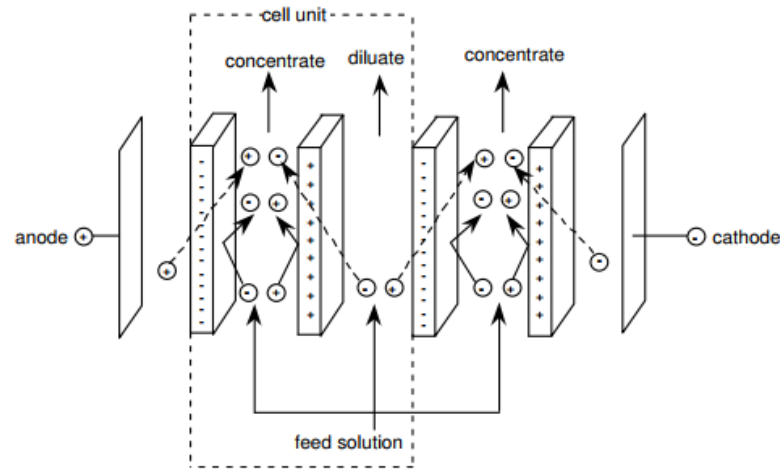 cell unit
concentrate
diluate
concentrate
anode +
- cathode
feed solution